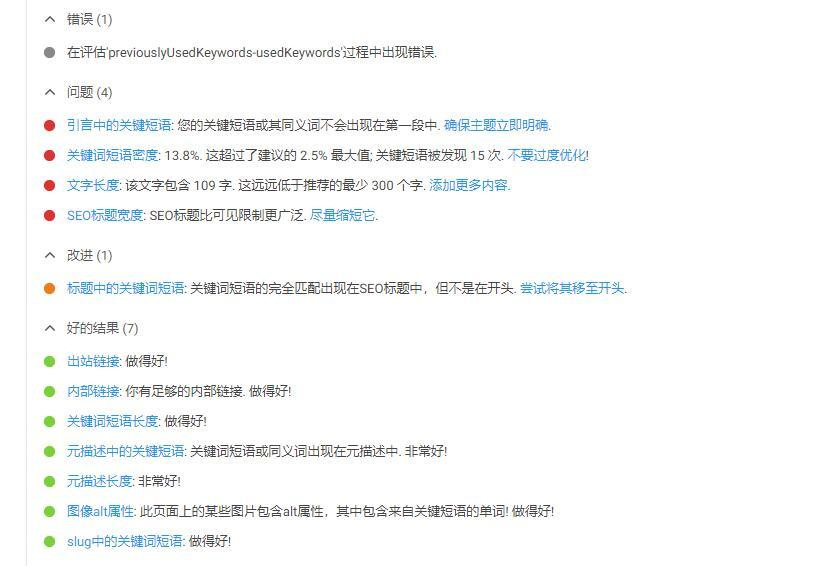 错误 (1)
在评估'previouslyUsedKeywords-usedKeywords'过程中出现错误.
问题 (4)
引言中的关键短语: 您的关键短语或其同义词不会出现在第一段中. 确保主题立即明确.
关键词短语密度: 13.8%. 这超过了建议的 2.5% 最大值; 关键短语被发现 15 次. 不要过度优化!
文字长度: 该文字包含 109 字. 这远远低于推荐的最少 300 个字. 添加更多内容.
SEO标题宽度: SEO标题比可见限制更广泛. 尽量缩短它.
改进 (1)
标题中的关键词短语: 关键词短语的完全匹配出现在SEO标题中，但不是在开头. 尝试将其移至开头.
好的结果 (7)
出站链接: 做得好!
内部链接: 你有足够的内部链接. 做得好!
关键词短语长度: 做得好!
元描述中的关键短语: 关键词短语或同义词出现在元描述中. 非常好!
元描述长度: 非常好!
图像alt属性: 此页面上的某些图片包含alt属性，其中包含来自关键短语的单词! 做得好!
slug中的关键词短语: 做得好!